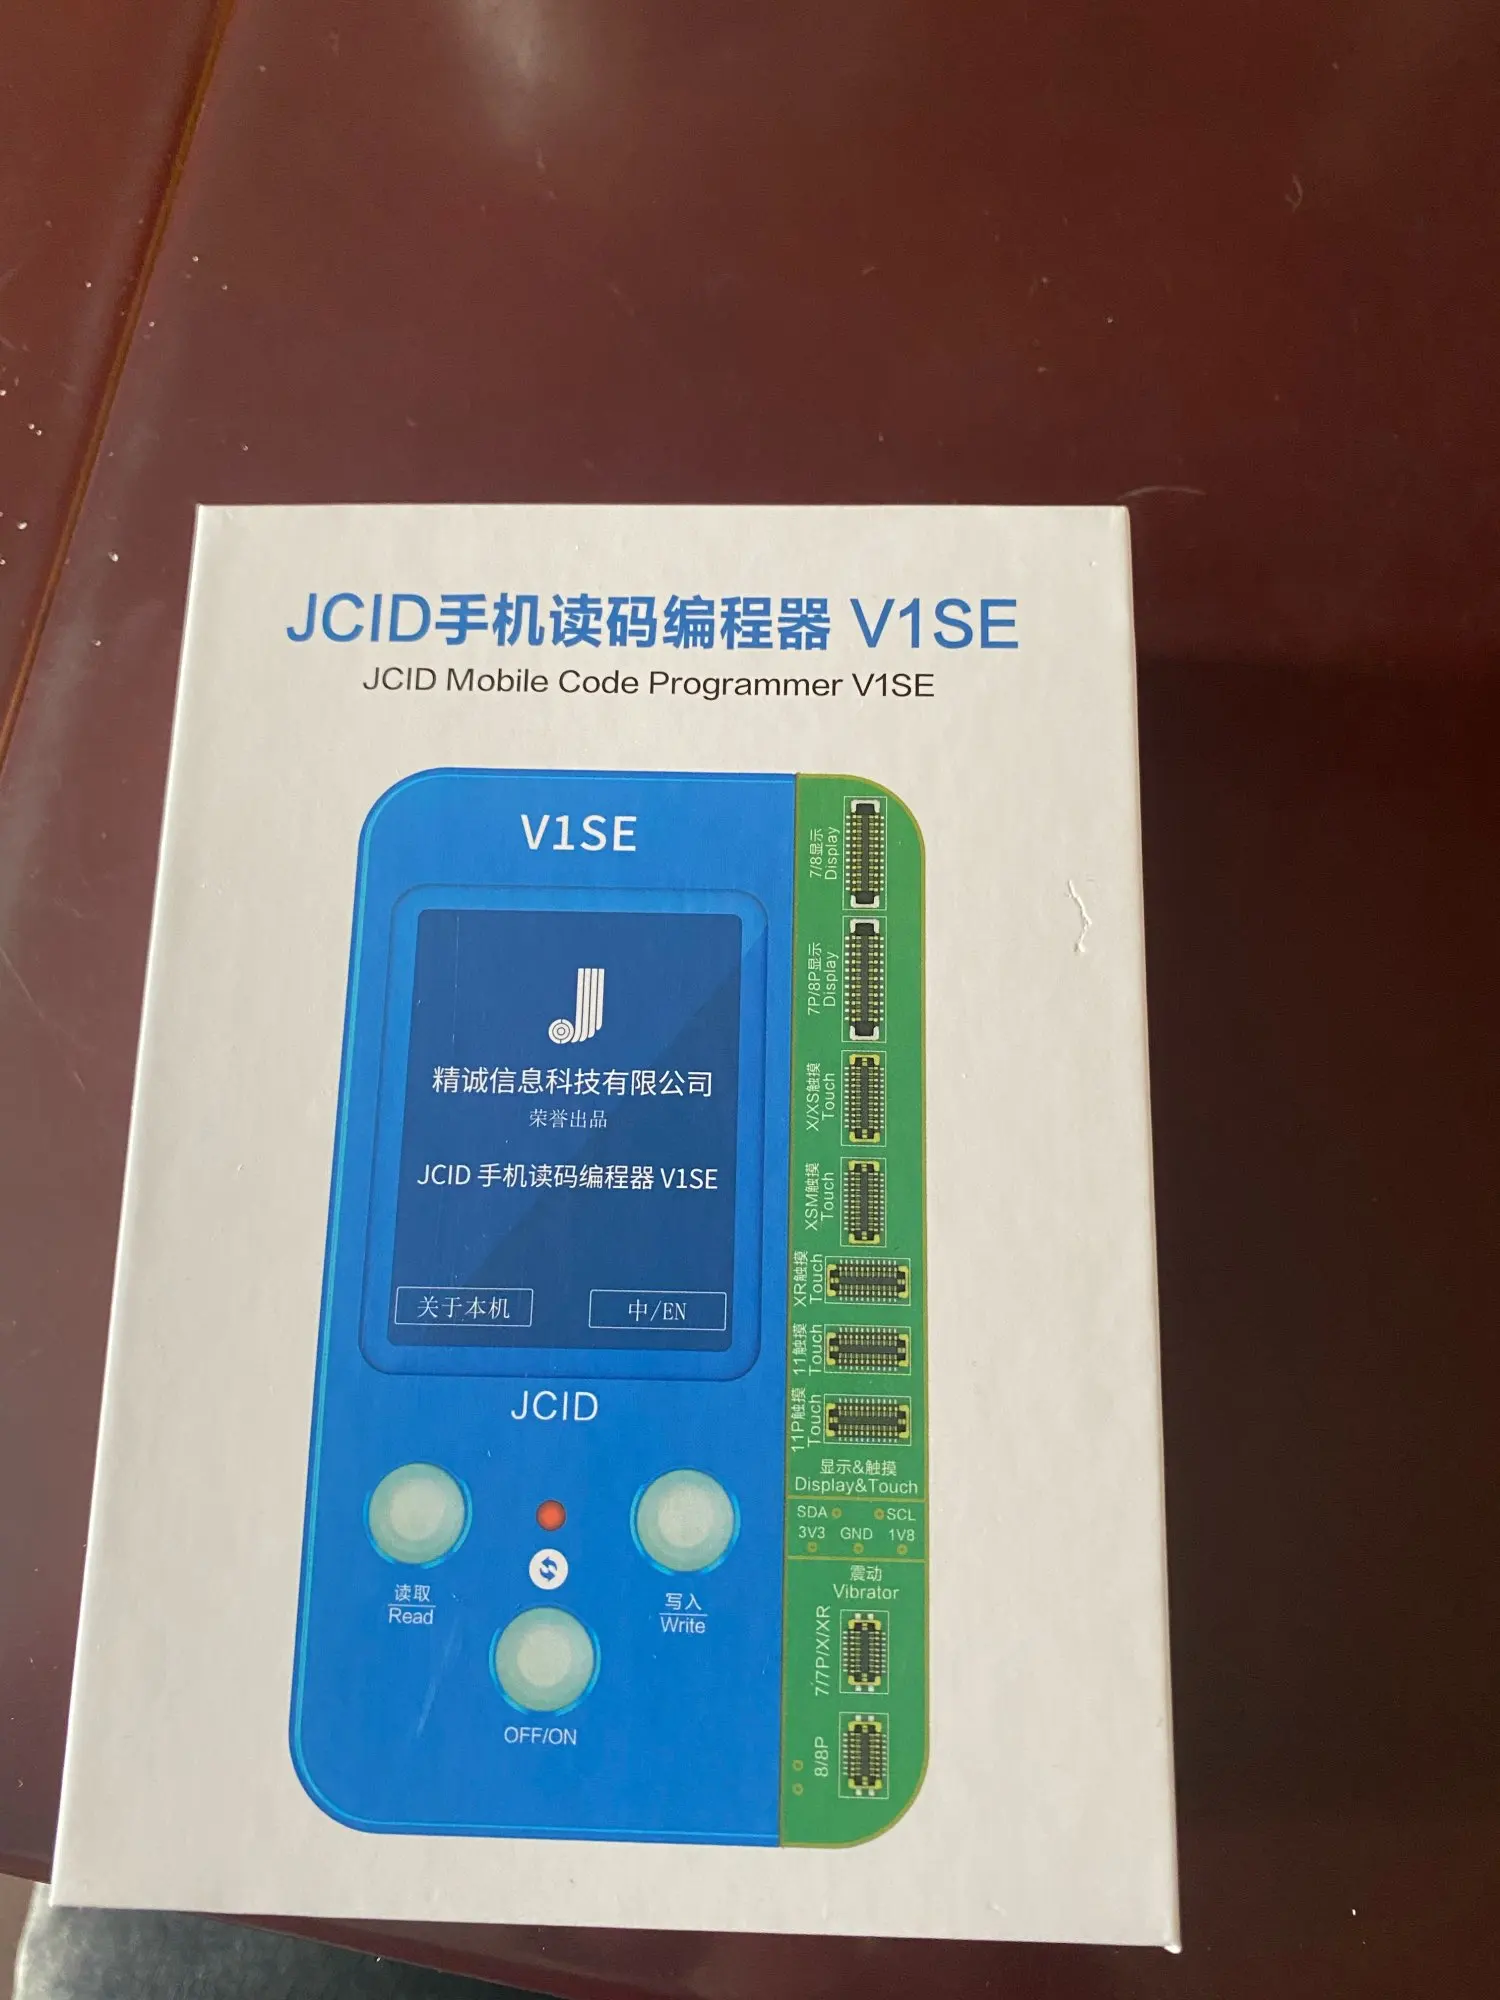 JCID手机读码编程器 V1SE
JCID Mobile Code Programmer V1SE
V1SE
精诚信息科技有限公司
荣誉出品
JCID 手机读码编程器 V1SE
关于本机
中/EN
JCID
读取
Read
写入
Write
OFF/ON
7/8显示
Display
7P/8P显示
Display
X/XS触摸
Touch
XSM触摸
Touch
XR触摸
Touch
11触摸
Touch
11P触摸
Touch
显示&触摸
Display&Touch
SDA SCL
3V3 GND 1V8
震动
Vibrator
7/7P/X/XR
8/8P